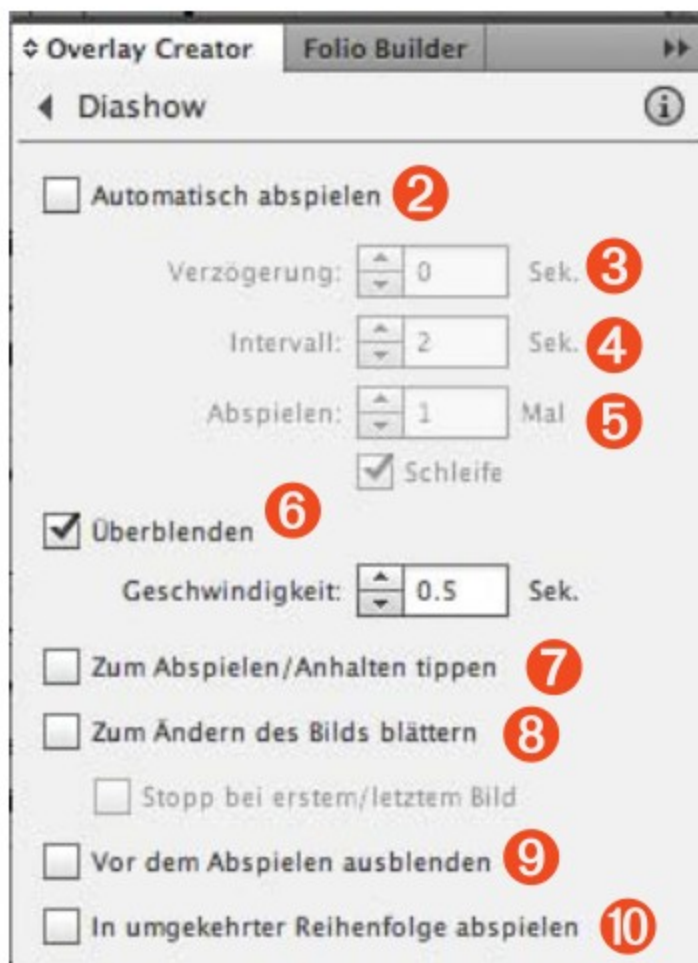 Overlay Creator Folio Builder
Diashow
Automatisch abspielen 2
Verzögerung: 0 Sek. 3
Intervall: 2 Sek. 4
Abspielen: 1 Mal 5
Schleife
Überblenden 6
Geschwindigkeit: 0.5 Sek.
Zum Abspielen/Anhalten tippen 7
Zum Ändern des Bilds blättern 8
Stopp bei erstem/letztem Bild
Vor dem Abspielen ausblenden 9
In umgekehrter Reihenfolge abspielen 10